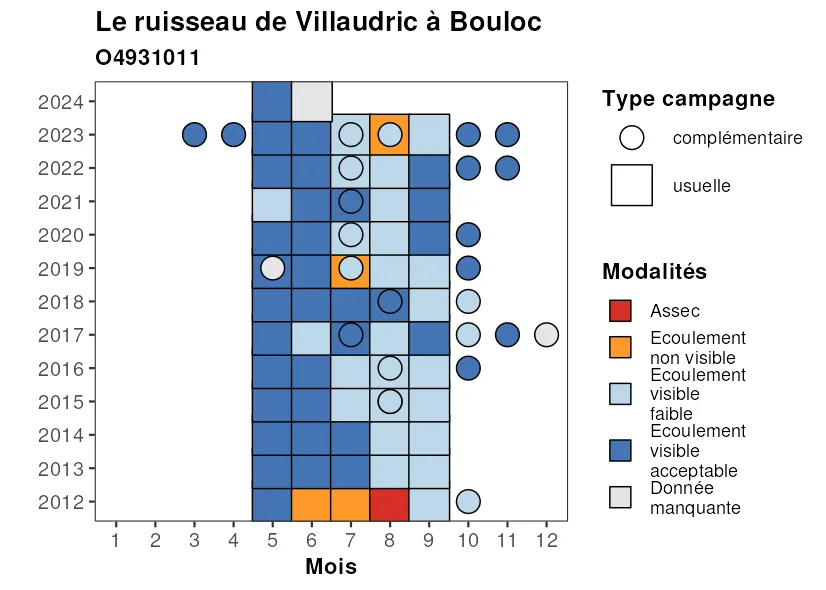 Le ruisseau de Villaudric à Bouloc
O4931011
2024
2023
2022
2021
2020
2019
2018
2017
2016
2015
2014
2013
2012
1 2 3 4 5 6 7 8 9 10 11 12
Mois
Type campagne
complémentaire
usuelle
Modalités
Assec
Ecoulement
non visible
Ecoulement
visible
faible
Ecoulement
visible
acceptable
Donnée
manquante